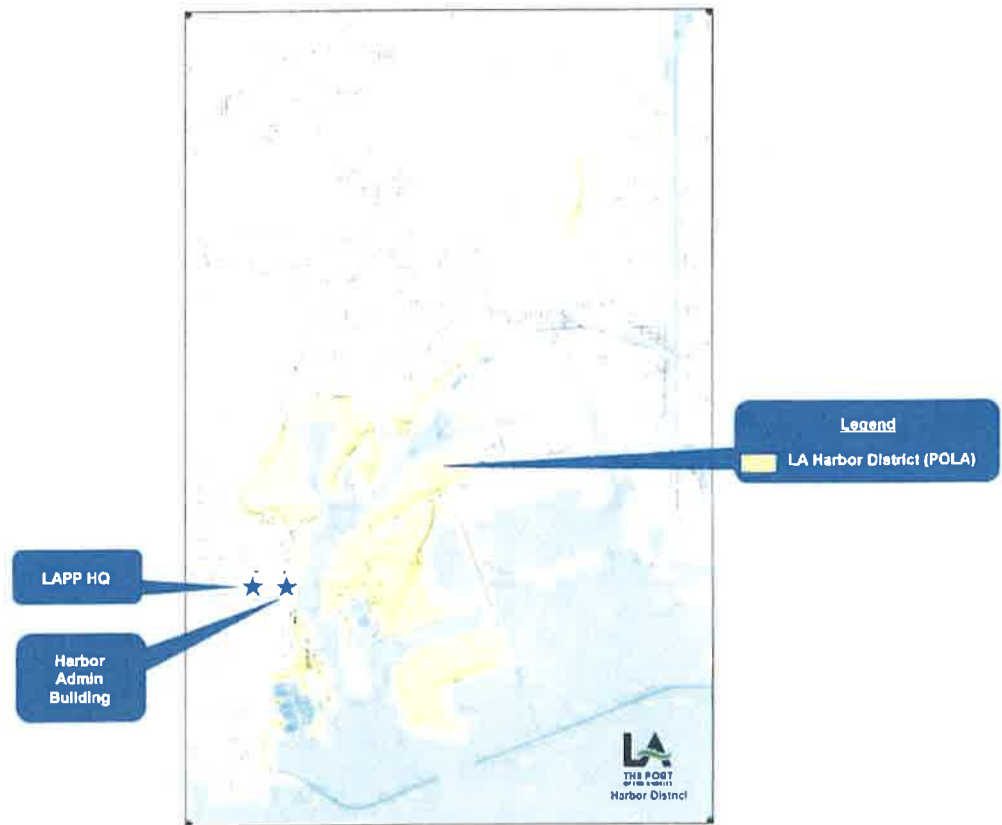 Legend
LA Harbor District (POLA)
LAPP HQ
Harbor
Admin
Building
LA
THE PORT
Harbor District